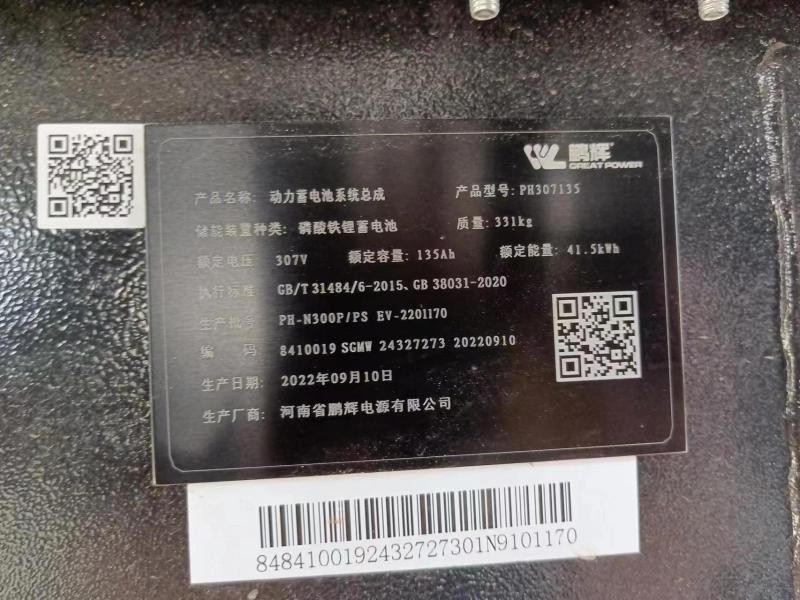 鹏辉
GREAT POWER
产品名称: 动力蓄电池系统总成 产品型号: PH307135
储能装置种类: 磷酸铁锂蓄电池 质量: 331kg
额定电压 307V 额定容量: 135Ah 额定能量: 41.5kWh
执行标准 GB/T 31484/6-2015、GB 38031-2020
生产批号 PH-N300P/PS EV-2201170
编 码 8410019 SGMW 24327273 20220910
生产日期: 2022年09月10日
生产厂商: 河南省鹏辉电源有限公司
8484100192432727301N9101170